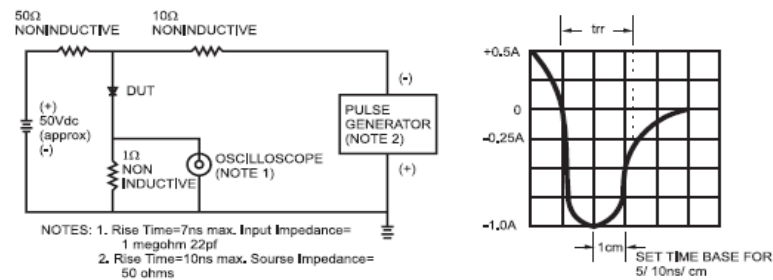 50Ω
NONINDUCTIVE
10Ω
NONINDUCTIVE
DUT
(+)
50Vdc
(approx)
(-)
1Ω
NON
INDUCTIVE
OSCILLOSCOPE
(NOTE 1)
(-)
PULSE
GENERATOR
(NOTE 2)
(+)
NOTES: 1. Rise Time=7ns max. Input Impedance=
1 megohm 22pf
2. Rise Time=10ns max. Sourse Impedance=
50 ohms
trr
+0.5A
0
-0.25A
-1.0A
1cm
SET TIME BASE FOR
5/ 10ns/ cm